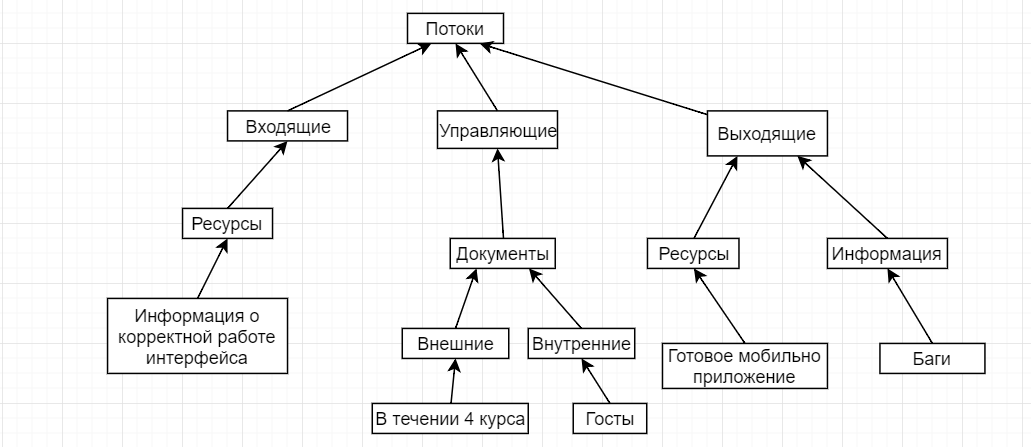 Потоки
Входящие
Управляющие
Выходящие
Ресурсы
Документы
Ресурсы
Информация
Информация о
корректной работе
интерфейса
Внешние
Внутренние
Готовое мобильно
приложение
Баги
В течении 4 курса
Госты